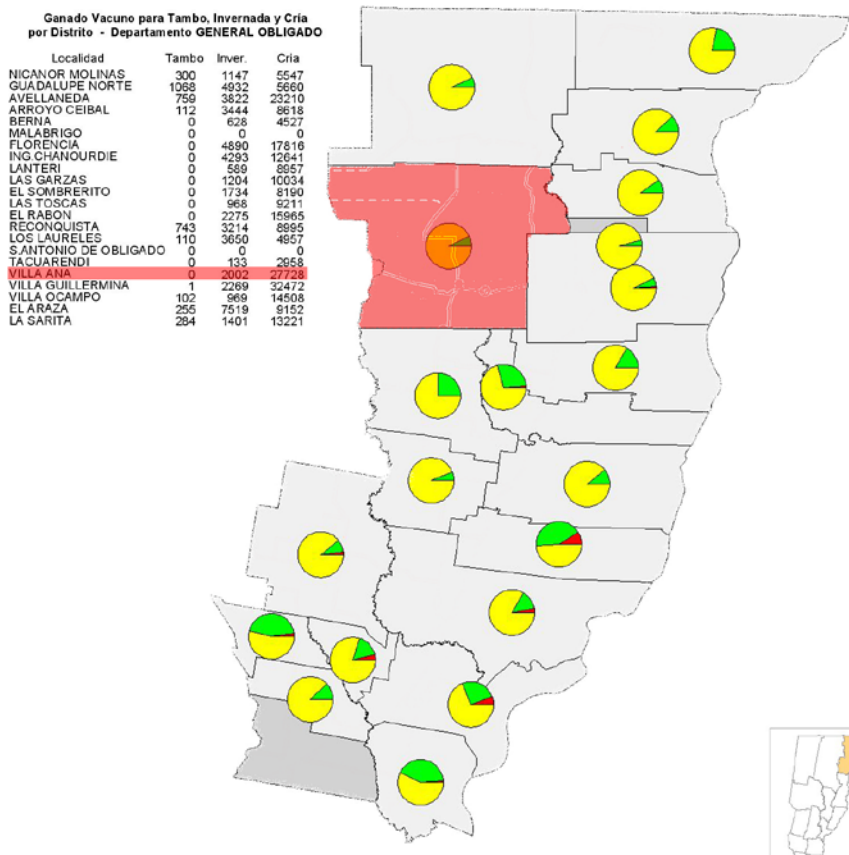 Ganado Vacuno para Tambo, Invernada y Cría
por Distrito - Departamento GENERAL OBLIGADO
Localidad Tambo Inver. Cria
NICANOR MOLINAS 300 1147 5547
GUADALUPE NORTE 1068 4932 5660
AVELLANEDA 759 3822 23210
ARROYO CEIBAL 112 3444 8618
BERNA 0 628 4527
MALABRIGO 0 0 0
FLORENCIA 0 4890 17816
ING.CHANOURDIE 0 4293 12641
LANTERI 0 589 8957
LAS GARZAS 0 1204 10034
EL SOMBRERITO 0 1734 8190
LAS TOSCAS 0 968 9211
EL RABON 0 2275 15965
RECONQUISTA 743 3214 8995
LOS LAURELES 110 3650 4957
S.ANTONIO DE OBLIGADO 0 0 0
TACUARENDI 0 133 2958
VILLA ANA 0 2002 27728
VILLA GUILLERMINA 1 2269 32472
VILLA OCAMPO 102 969 14508
EL ARAZA 255 7519 9152
LA SARITA 284 1401 13221